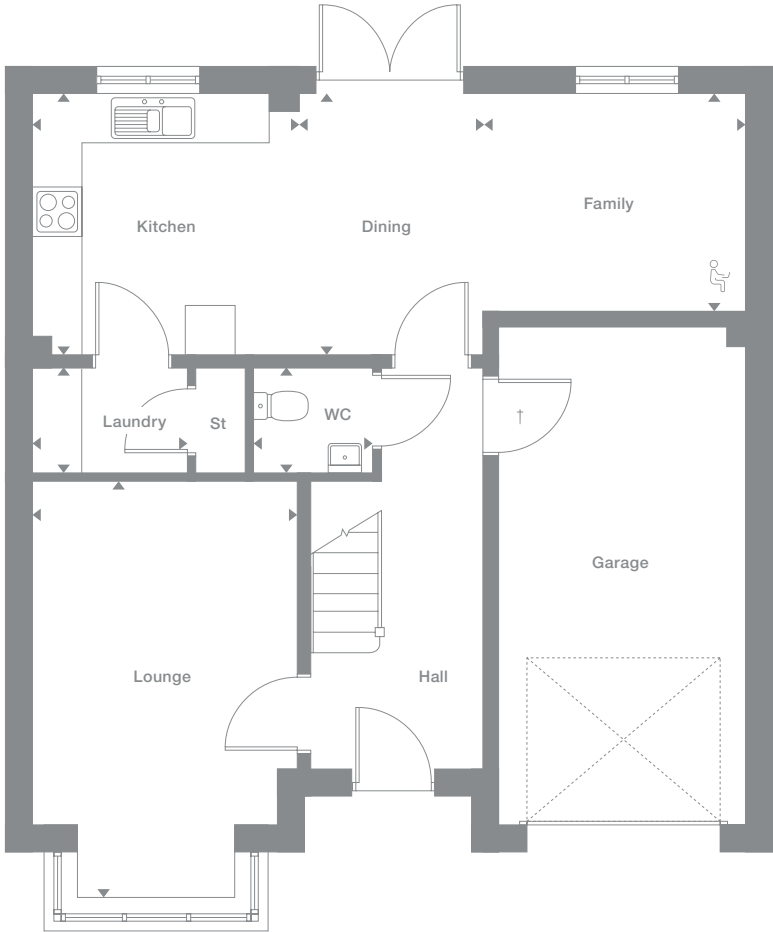 Family
Kitchen
Dining
Laundry
St
WC
†
Garage
Lounge
Hall